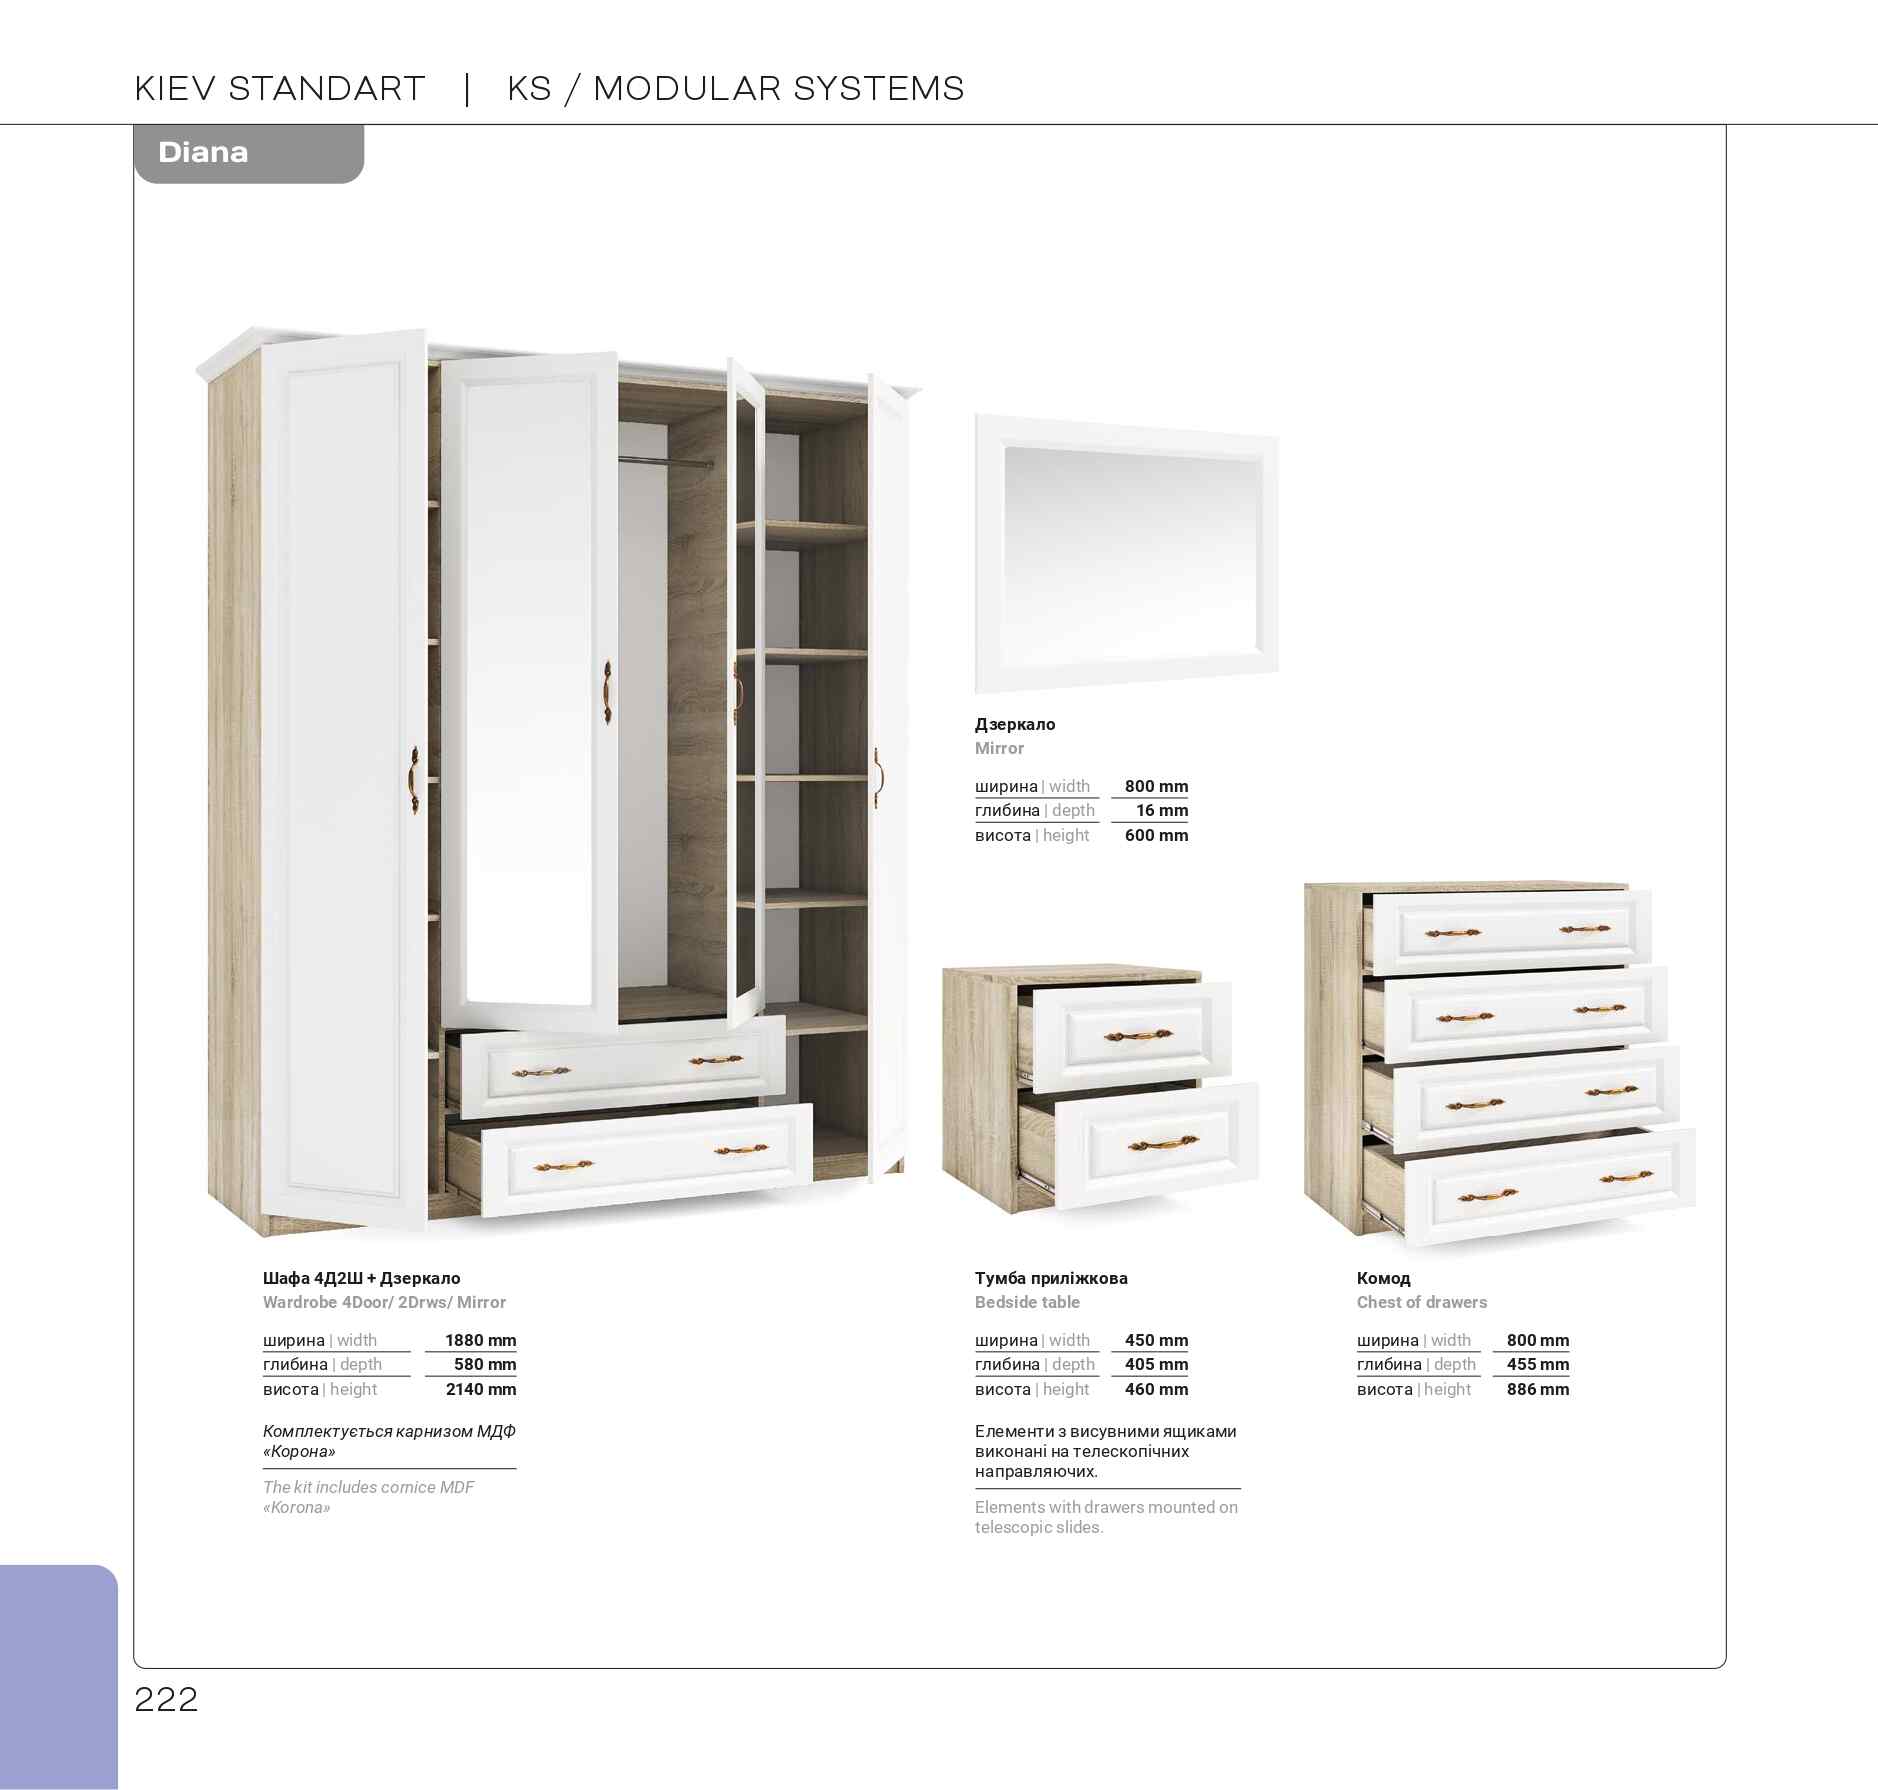 KIEV STANDART | KS / MODULAR SYSTEMS
Diana
Дзеркало
Mirror
ширина | width 800 mm
глибина | depth 16 mm
висота | height 600 mm
Шафа 4Д2Ш + Дзеркало
Wardrobe 4Door/ 2Drws/ Mirror
ширина | width 1880 mm
глибина | depth 580 mm
висота | height 2140 mm
Комплектується карнизом МДФ
«Корона»
The kit includes cornice MDF
«Korona»
Тумба приліжкова
Bedside table
ширина | width 450 mm
глибина | depth 405 mm
висота | height 460 mm
Елементи з висувними ящиками
виконані на телескопічних
направляючих.
Elements with drawers mounted on
telescopic slides.
Комод
Chest of drawers
ширина | width 800 mm
глибина | depth 455 mm
висота | height 886 mm
222